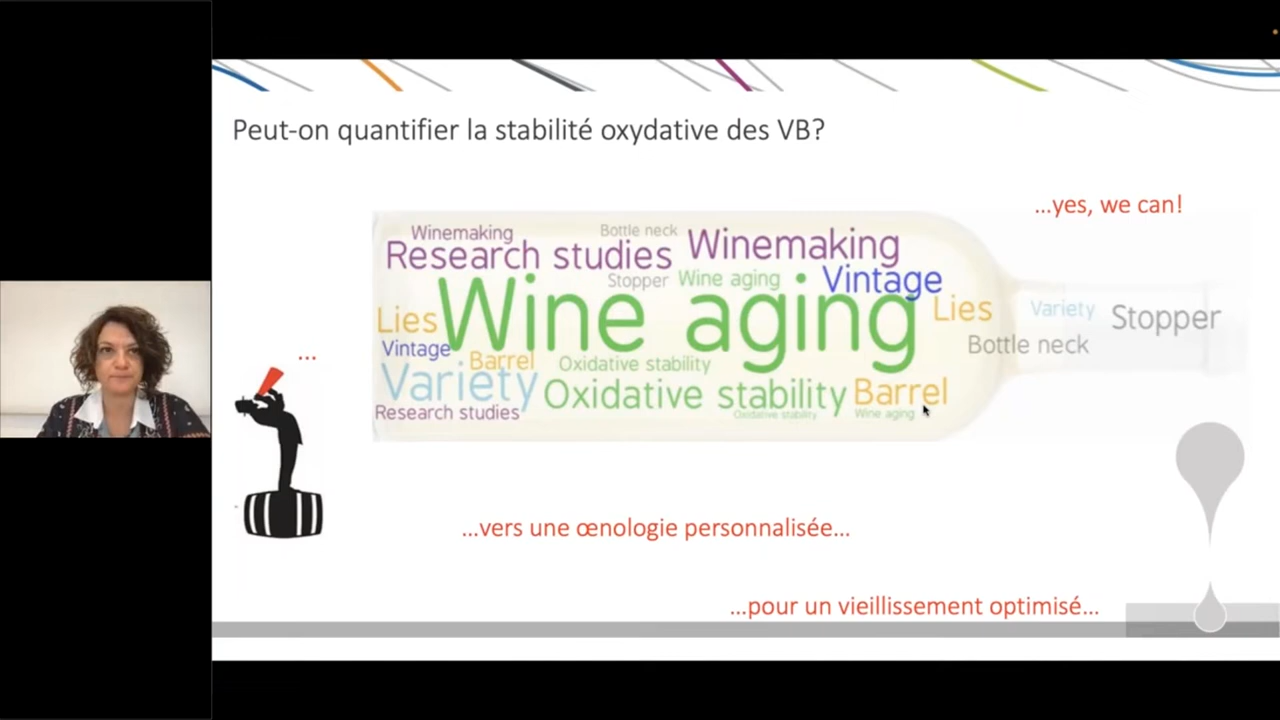 Peut-on quantifier la stabilité oxydative des VB?
...yes, we can!
Winemaking
Bottle neck
Research studies
Winemaking
Stopper
Wine aging
Vintage
Wine aging
Lies
Lies
Variety
Stopper
Vintage
Bottle neck
...
Barrel
Oxidative stability
Variety
Oxidative stability
Barrel
Research studies
Oxidative stability
Wine aging
...vers une œnologie personnalisée...
...pour un vieillissement optimisé...